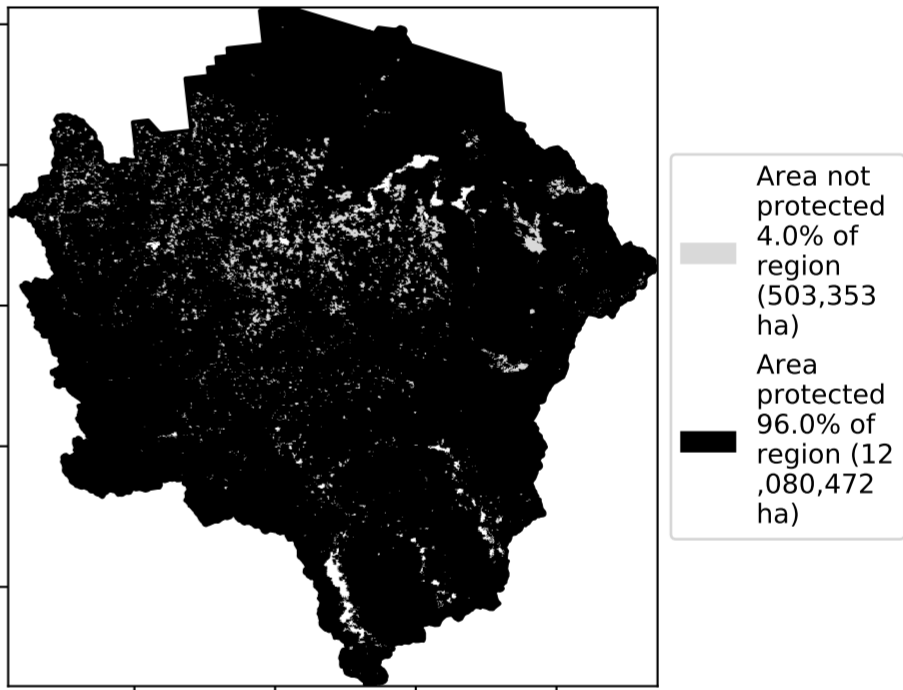 Area not
protected
4.0% of
region
(503,353
ha)
Area
protected
96.0% of
region (12
,080,472
ha)